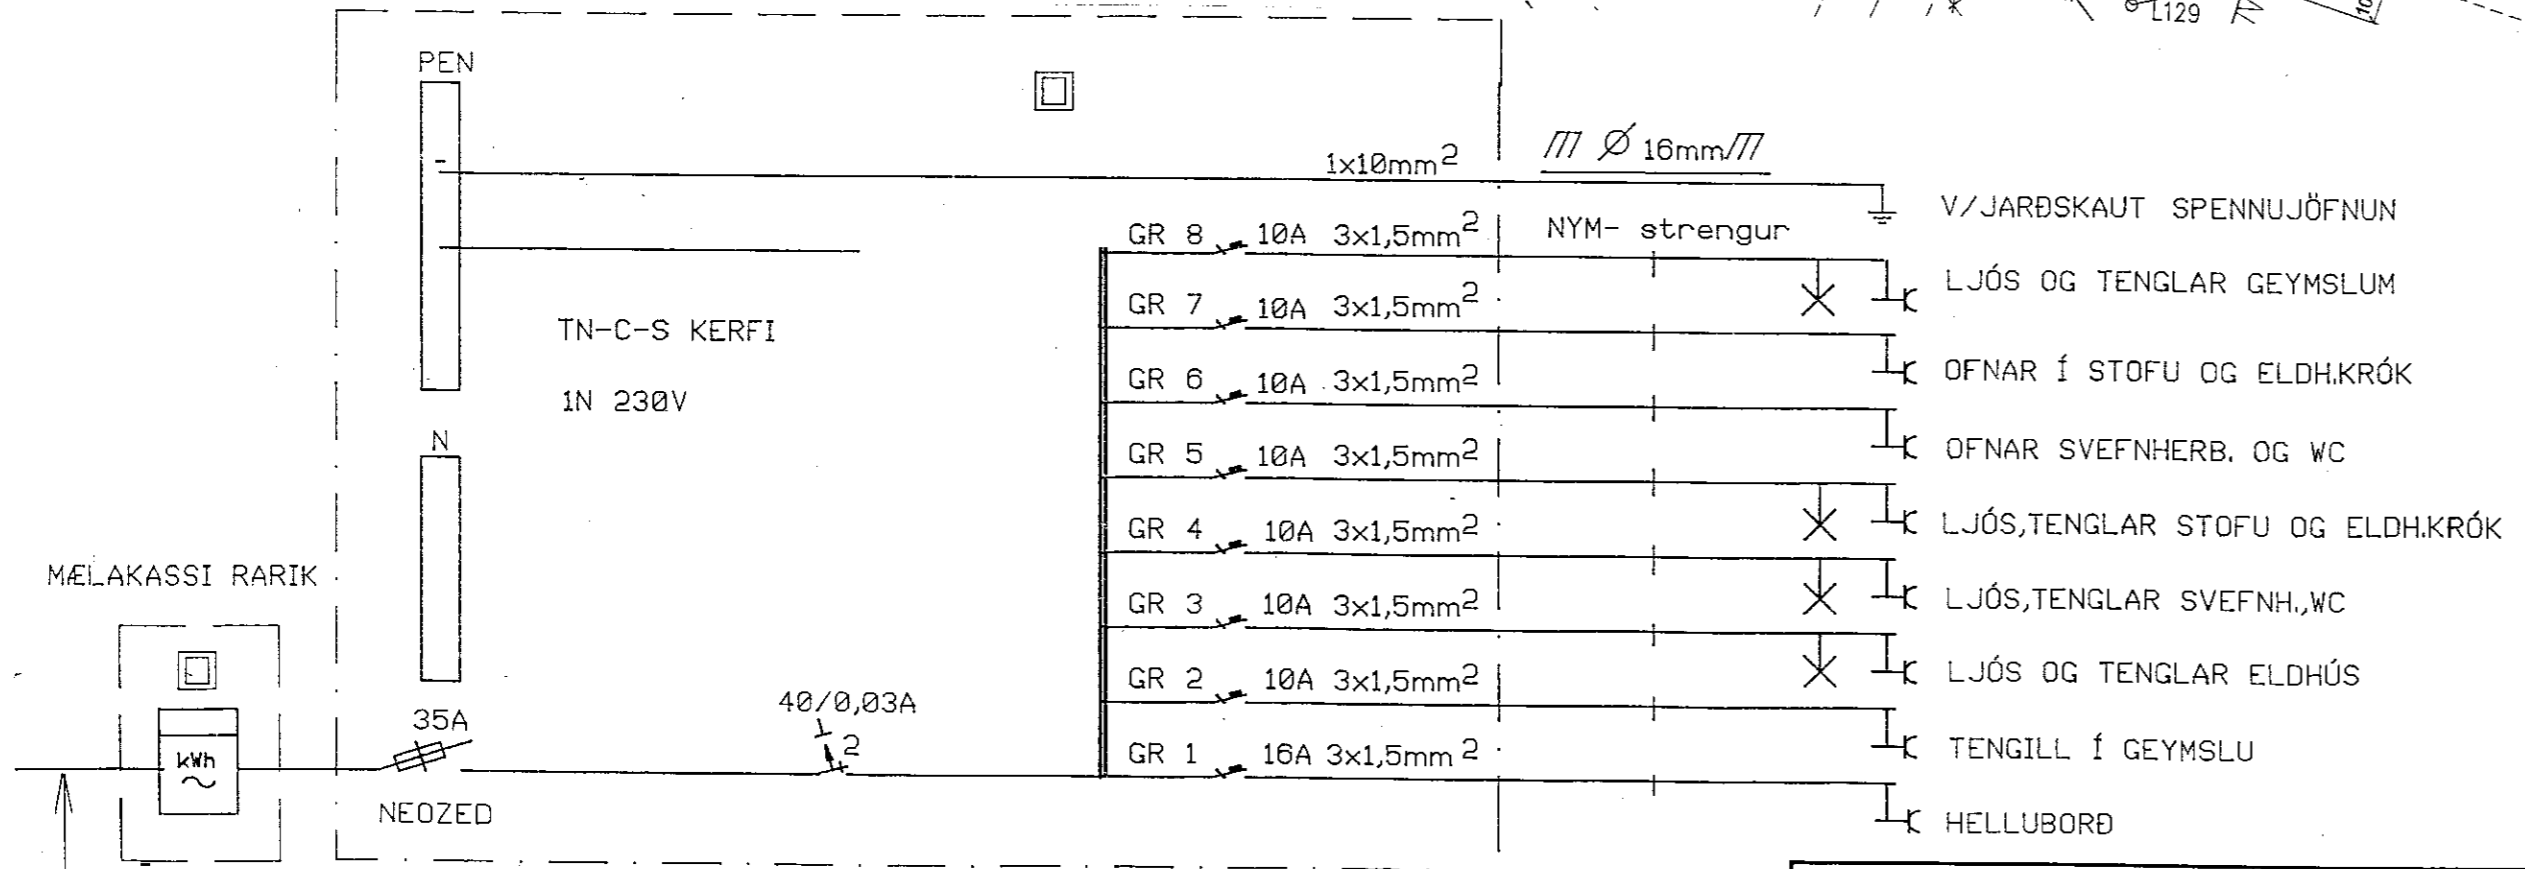 L129
TV
10
PEN
1x10mm²
Ø 16mm
V/JARÐSKAUT SPENNUJÖFNUN
GR 8 10A 3x1,5mm² NYM- strengur
LJÓS OG TENGLAR GEYMSLUM
GR 7 10A 3x1,5mm²
TN-C-S KERFI
OFNAR Í STOFU OG ELDH.KRÓK
GR 6 10A 3x1,5mm²
1N 230V
OFNAR SVEFNHERB. OG WC
N
GR 5 10A 3x1,5mm²
LJÓS,TENGLAR STOFU OG ELDH.KRÓK
GR 4 10A 3x1,5mm²
MÆLAKASSI RARIK
LJÓS,TENGLAR SVEFNH.,WC
GR 3 10A 3x1,5mm²
LJÓS OG TENGLAR ELDHÚS
GR 2 10A 3x1,5mm²
35A
40/0,03A
2
TENGILL Í GEYMSLU
GR 1 16A 3x1,5mm²
kWh
~
NEOZED
HELLUBORÐ